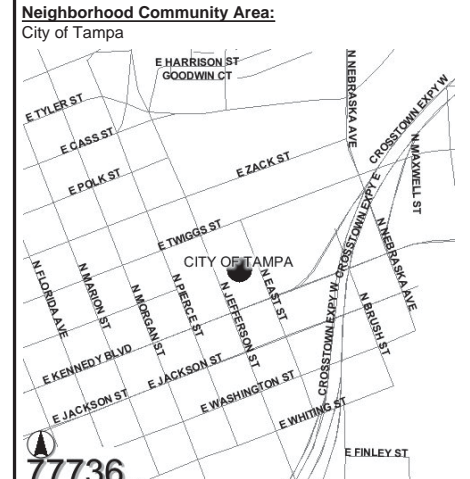 Neighborhood Community Area:
City of Tampa
E HARRISON ST
GOODWIN CT
N NEBRASKA AVE
CROSSTOWN EXPY W
E TYLER ST
E CASS ST
N MAXWELL ST
E ZACK ST
E POLK ST
CROSSTOWN EXPY E
E TWIGGS ST
N NEBRASKA AVE
CITY OF TAMPA
N FLORIDA AVE
N MARION ST
N MORGAN ST
N PIERCE ST
N JEFFERSON ST
N EAST ST
CROSSTOWN EXPY W
N BRUSH ST
E KENNEDY BLVD
E JACKSON ST
E JACKSON ST
E WASHINGTON ST
E WHITING ST
E FINLEY ST
77736